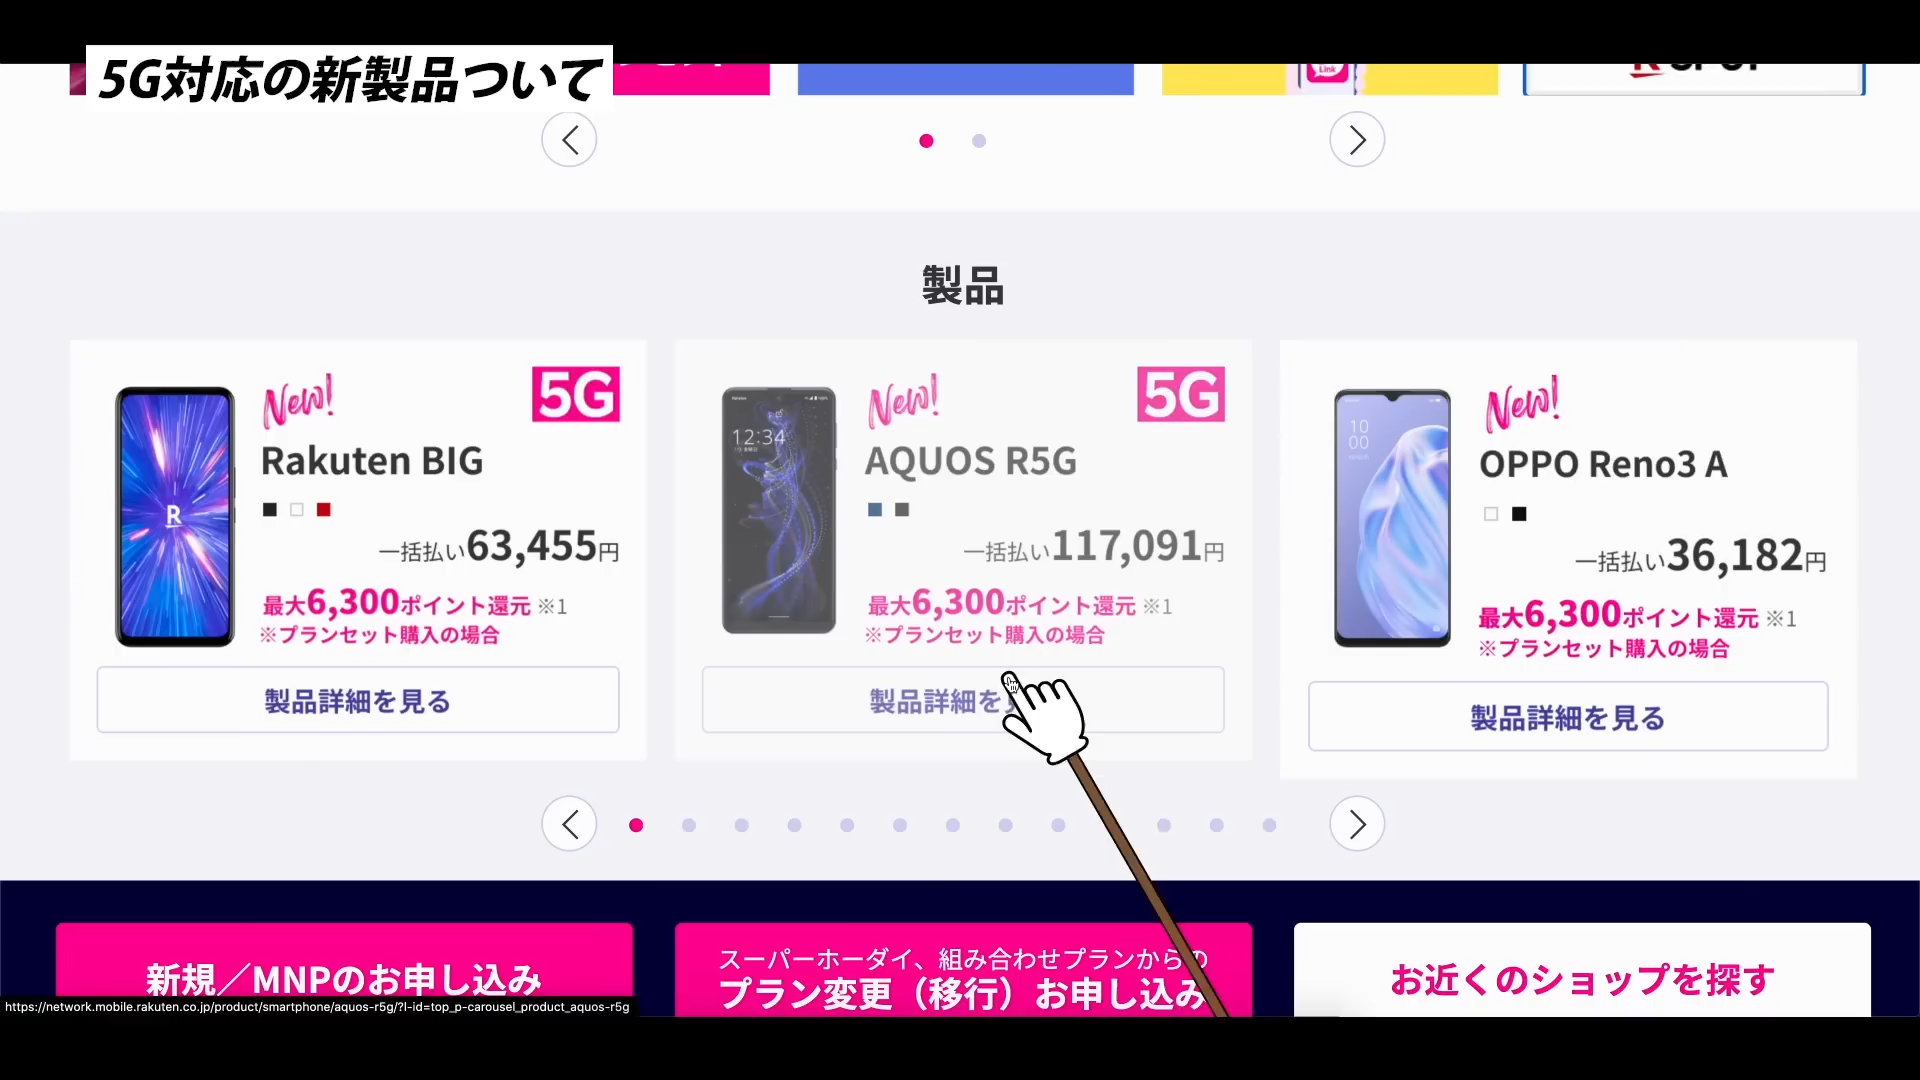 5G対応の新製品ついて
Link
製品
New!
5G
Rakuten BIG
一括払い63,455円
最大6,300ポイント還元 ※1
※プランセット購入の場合
製品詳細を見る
New!
5G
12:34
AQUOS R5G
一括払い117,091円
最大6,300ポイント還元 ※1
※プランセット購入の場合
製品詳細を
New!
10
00
OPPO Reno3 A
一括払い36,182円
最大6,300ポイント還元 ※1
※プランセット購入の場合
製品詳細を見る
R
新規／MNPのお申し込み
スーパーホーダイ、組み合わせプランからの
プラン変更（移行）お申し込み
お近くのショップを探す
https://network.mobile.rakuten.co.jp/product/smartphone/aquos-r5g/?l-id=top_p-carousel_product_aquos-r5g